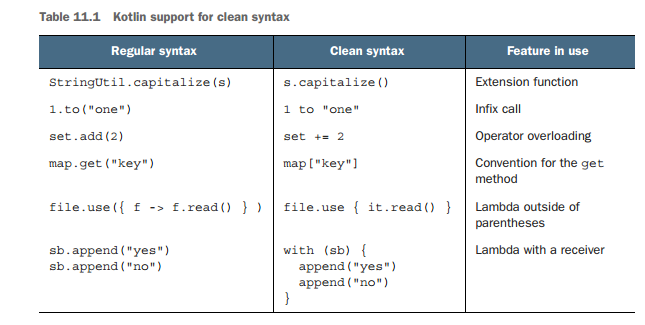 Table 11.1 Kotlin support for clean syntax
Regular syntax Clean syntax Feature in use
StringUtil.capitalize(s) s.capitalize() Extension function
1.to("one") 1 to "one" Infix call
set.add(2) set += 2 Operator overloading
map.get("key") map["key"] Convention for the get
method
file.use({ f -> f.read() } ) file.use { it.read() } Lambda outside of
parentheses
sb.append("yes") with (sb) { Lambda with a receiver
sb.append("no") append("yes")
append("no")
}